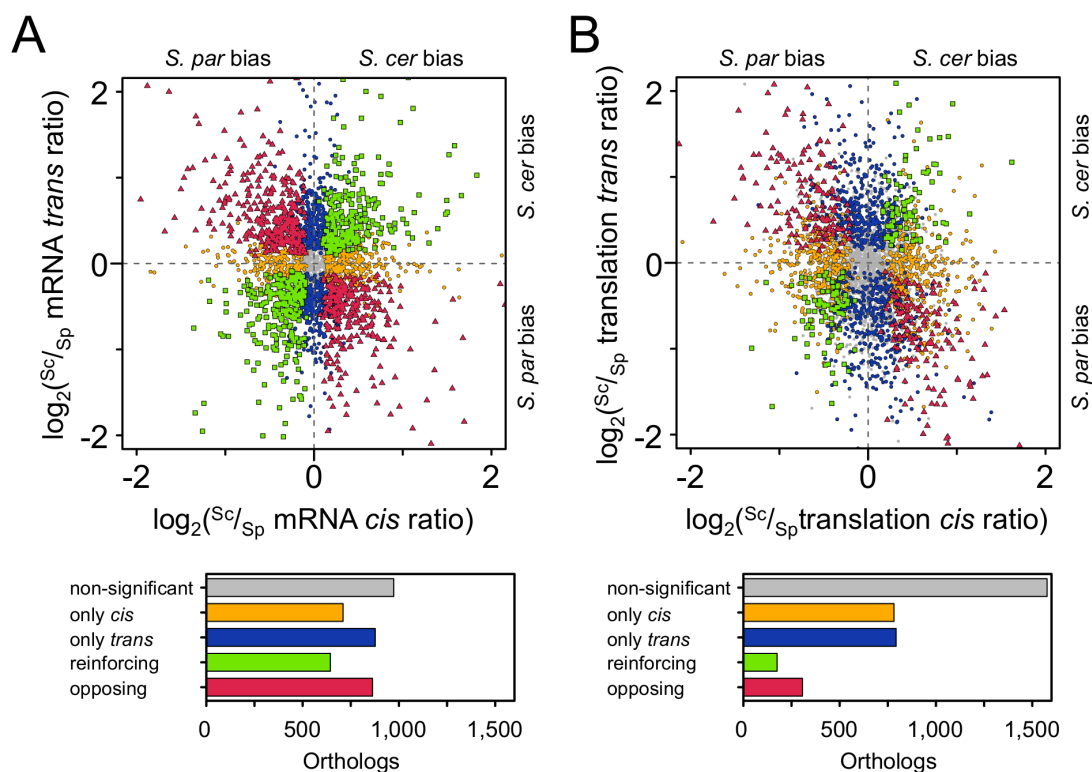 A
S. par bias
S. cer bias
log2(Sc/Sp mRNA trans ratio)
2
0
-2
S. cer bias
S. par bias
-2
0
2
log2(Sc/Sp mRNA cis ratio)
non-significant
only cis
only trans
reinforcing
opposing
0
500
1,000
1,500
Orthologs
B
S. par bias
S. cer bias
log2(Sc/Sp translation trans ratio)
2
0
-2
S. cer bias
S. par bias
-2
0
2
log2(Sc/Sp translation cis ratio)
non-significant
only cis
only trans
reinforcing
opposing
0
500
1,000
1,500
Orthologs